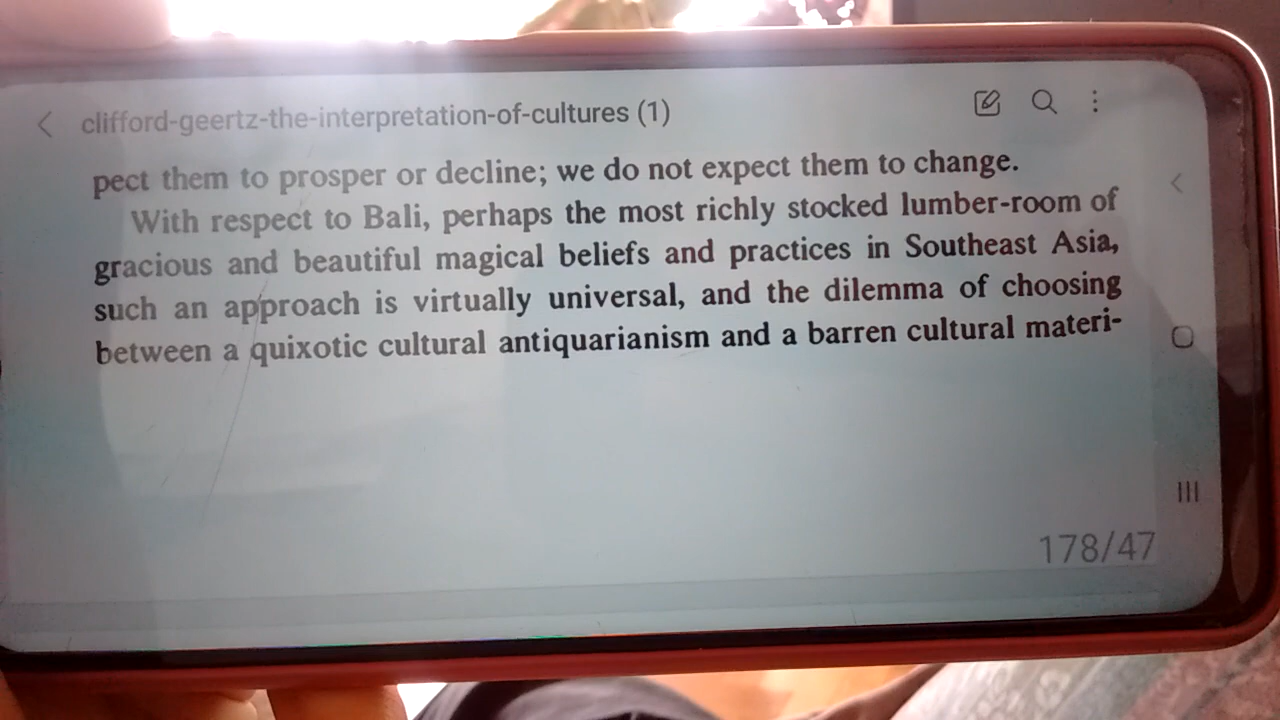 clifford-geertz-the-interpretation-of-cultures (1)
pect them to prosper or decline; we do not expect them to change.
With respect to Bali, perhaps the most richly stocked lumber-room of
gracious and beautiful magical beliefs and practices in Southeast Asia,
such an approach is virtually universal, and the dilemma of choosing
between a quixotic cultural antiquarianism and a barren cultural materi-
178/47